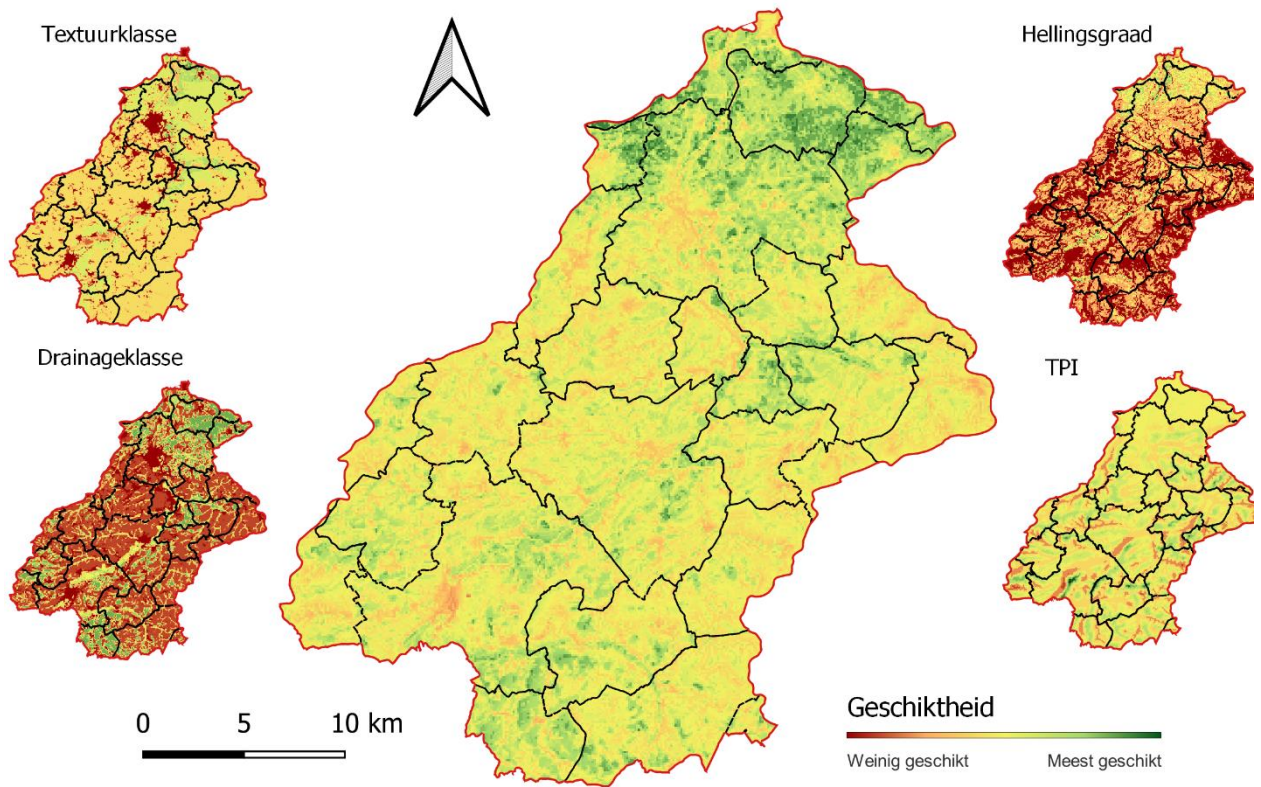 Textuurklasse
Hellingsgraad
Drainageklasse
TPI
0 5 10 km
Geschiktheid
Weinig geschikt Meest geschikt